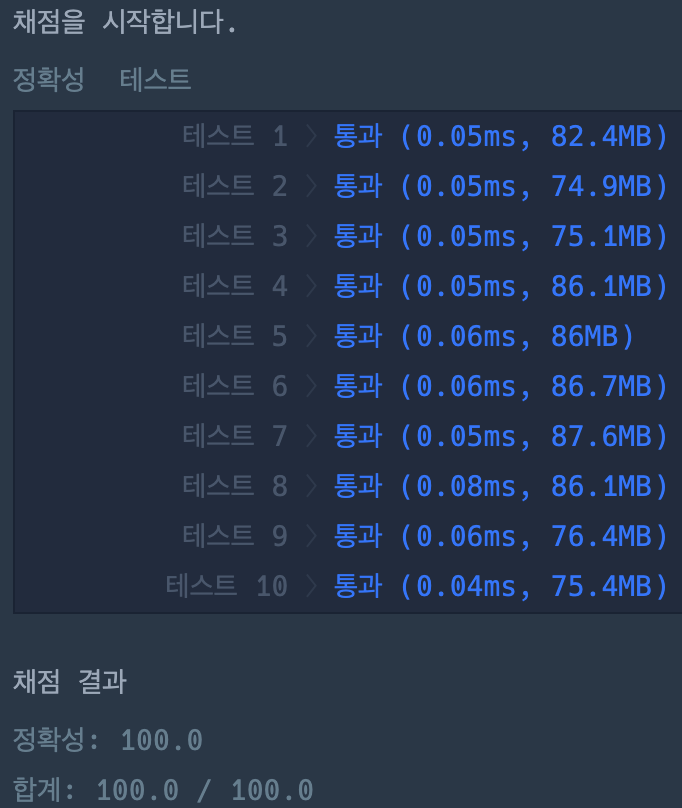 채점을 시작합니다.
정확성 테스트
테스트 1 〉 통과 (0.05ms, 82.4MB)
테스트 2 〉 통과 (0.05ms, 74.9MB)
테스트 3 〉 통과 (0.05ms, 75.1MB)
테스트 4 〉 통과 (0.05ms, 86.1MB)
테스트 5 〉 통과 (0.06ms, 86MB)
테스트 6 〉 통과 (0.06ms, 86.7MB)
테스트 7 〉 통과 (0.05ms, 87.6MB)
테스트 8 〉 통과 (0.08ms, 86.1MB)
테스트 9 〉 통과 (0.06ms, 76.4MB)
테스트 10 〉 통과 (0.04ms, 75.4MB)
채점 결과
정확성: 100.0
합계: 100.0 / 100.0